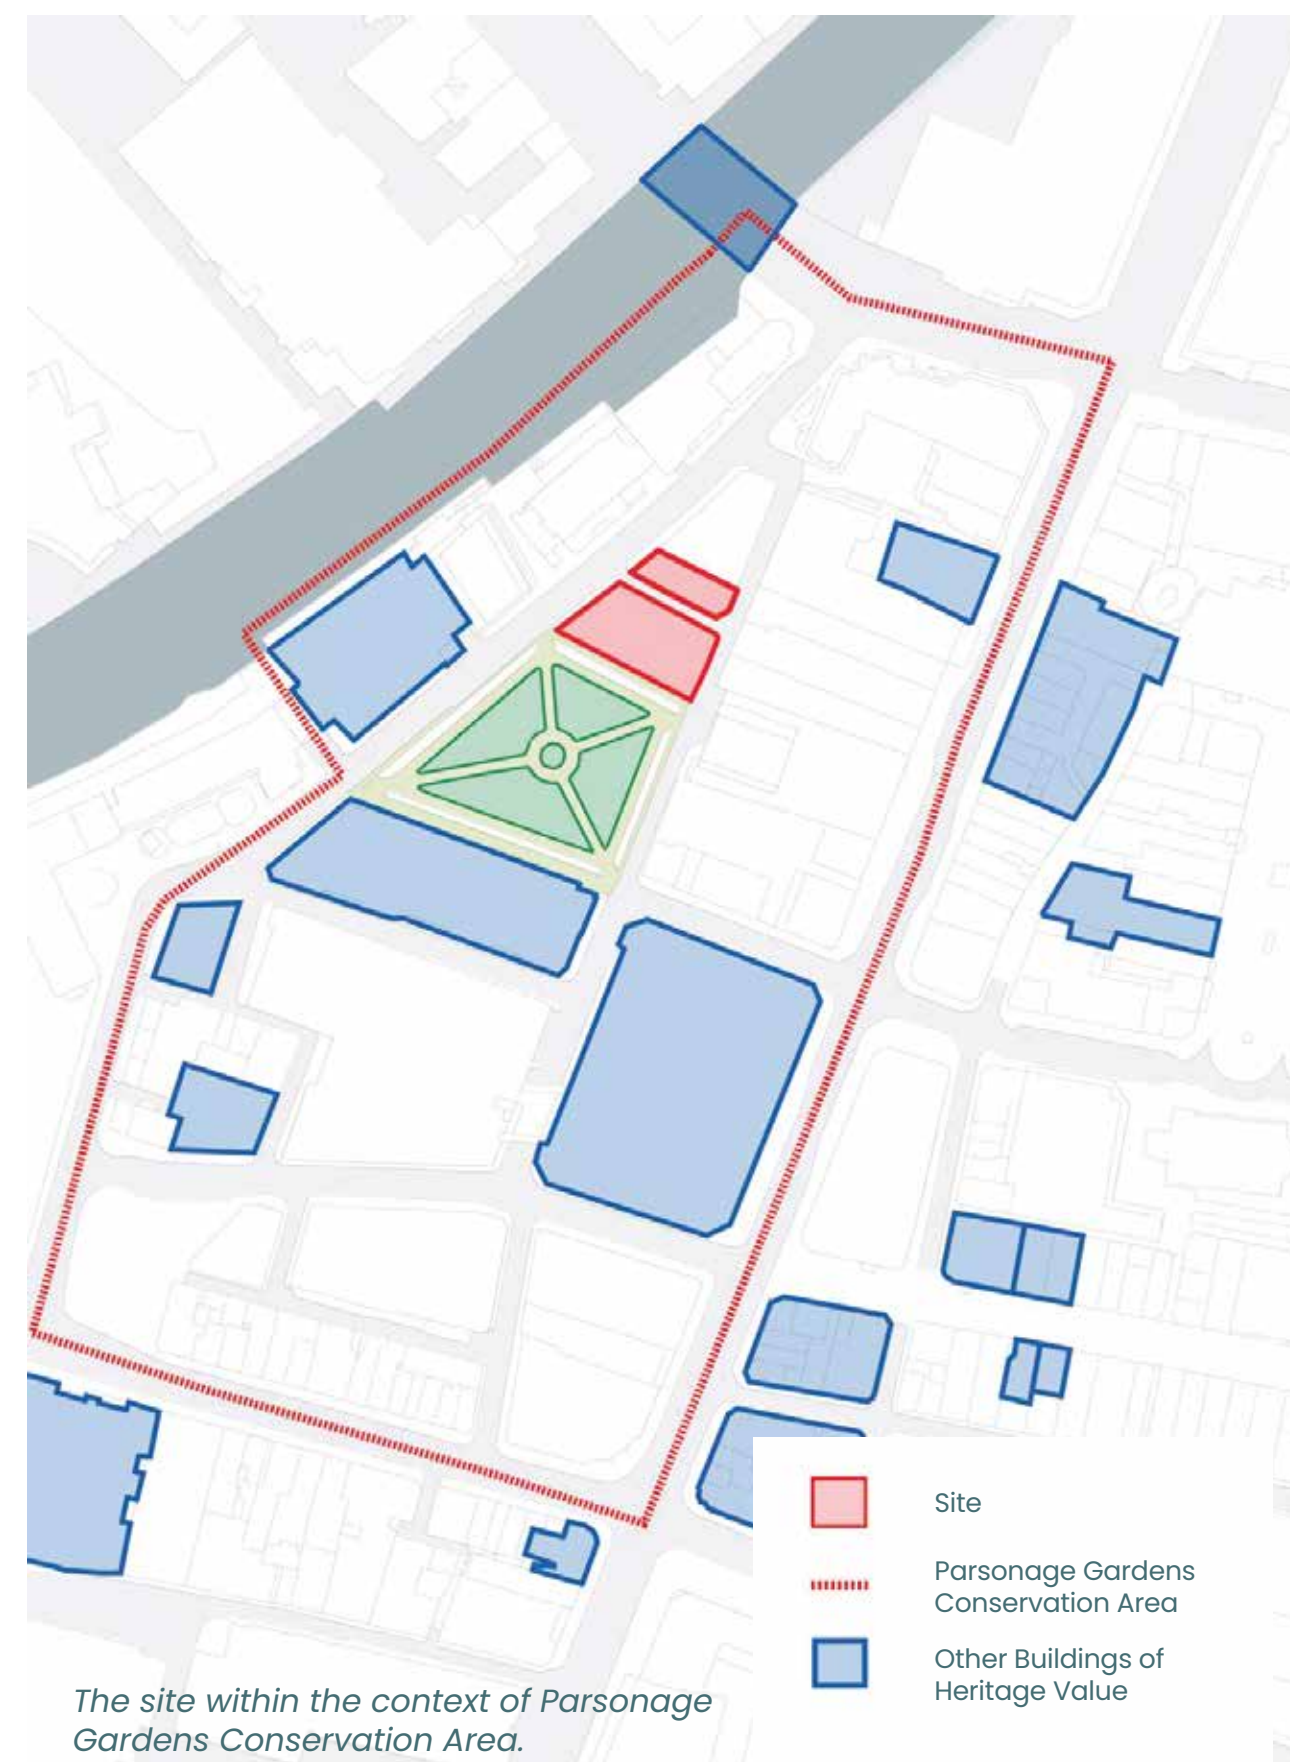 Site
Parsonage Gardens
Conservation Area
Other Buildings of
Heritage Value
The site within the context of Parsonage
Gardens Conservation Area.